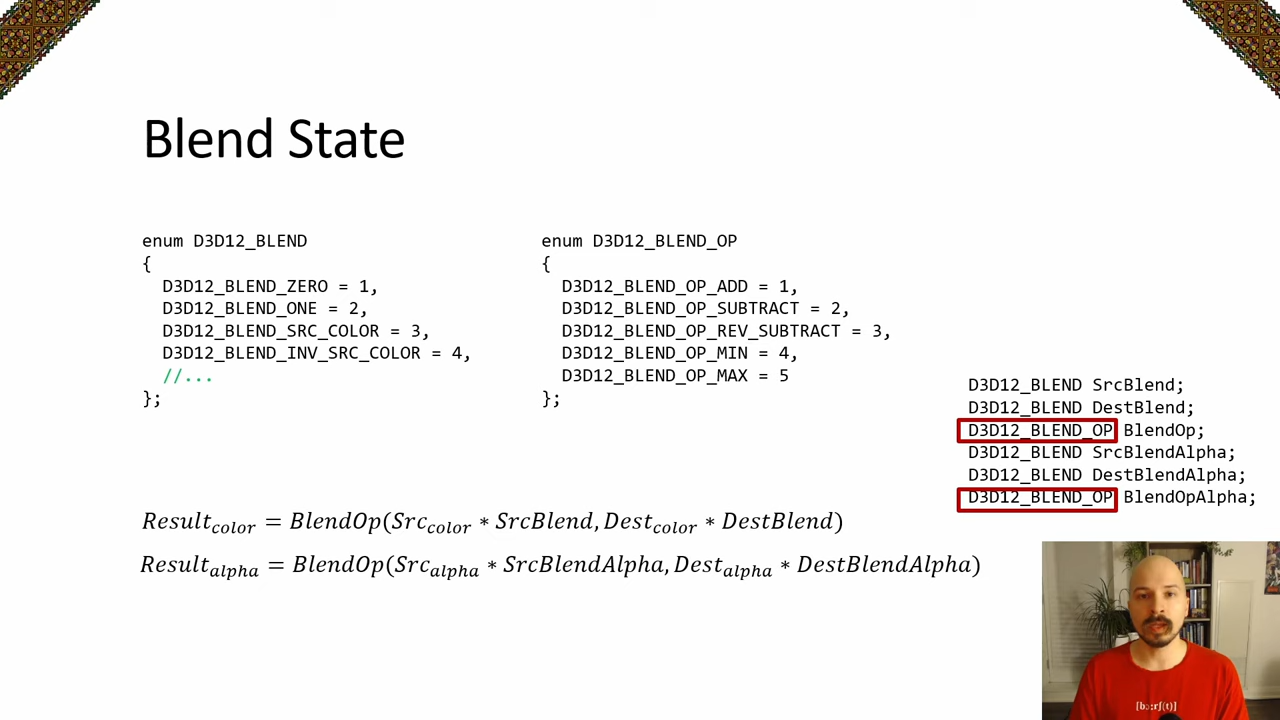 Blend State
enum D3D12_BLEND
{
D3D12_BLEND_ZERO = 1,
D3D12_BLEND_ONE = 2,
D3D12_BLEND_SRC_COLOR = 3,
D3D12_BLEND_INV_SRC_COLOR = 4,
//...
};
enum D3D12_BLEND_OP
{
D3D12_BLEND_OP_ADD = 1,
D3D12_BLEND_OP_SUBTRACT = 2,
D3D12_BLEND_OP_REV_SUBTRACT = 3,
D3D12_BLEND_OP_MIN = 4,
D3D12_BLEND_OP_MAX = 5
};
D3D12_BLEND SrcBlend;
D3D12_BLEND DestBlend;
D3D12_BLEND_OP BlendOp;
D3D12_BLEND SrcBlendAlpha;
D3D12_BLEND DestBlendAlpha;
D3D12_BLEND_OP BlendOpAlpha;
Result_color = BlendOp(Src_color * SrcBlend, Dest_color * DestBlend)
Result_alpha = BlendOp(Src_alpha * SrcBlendAlpha, Dest_alpha * DestBlendAlpha)